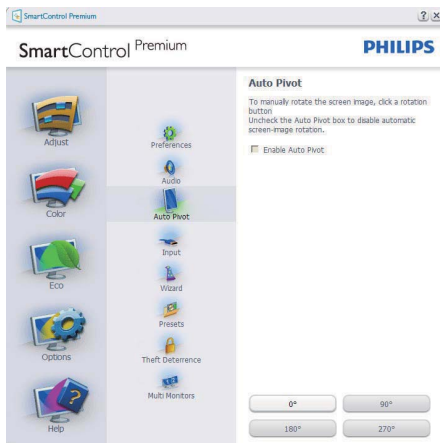 SmartControl Premium
SmartControl Premium
PHILIPS
Adjust
Color
Eco
Options
Help
Preferences
Audio
Auto Pivot
Input
Wizard
Presets
Theft Deterrence
Multi Monitors
Auto Pivot
To manually rotate the screen image, click a rotation
button
Uncheck the Auto Pivot box to disable automatic
screen-image rotation.
Enable Auto Pivot
0° 90°
180° 270°